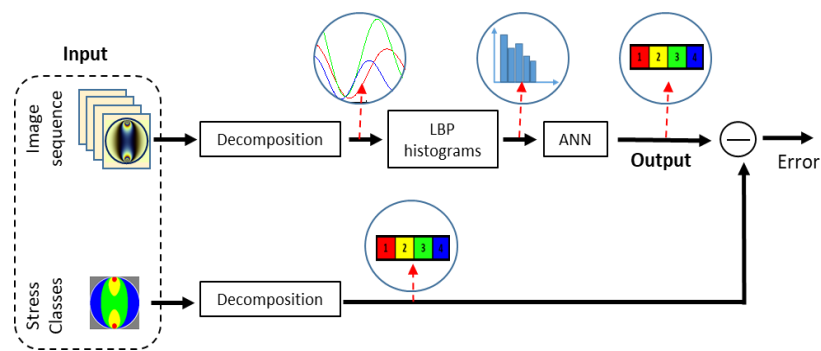 Input
Image
sequence
Decomposition
LBP
histograms
ANN
Output
Error
1 2 3 4
Stress
Classes
Decomposition
1 2 3 4